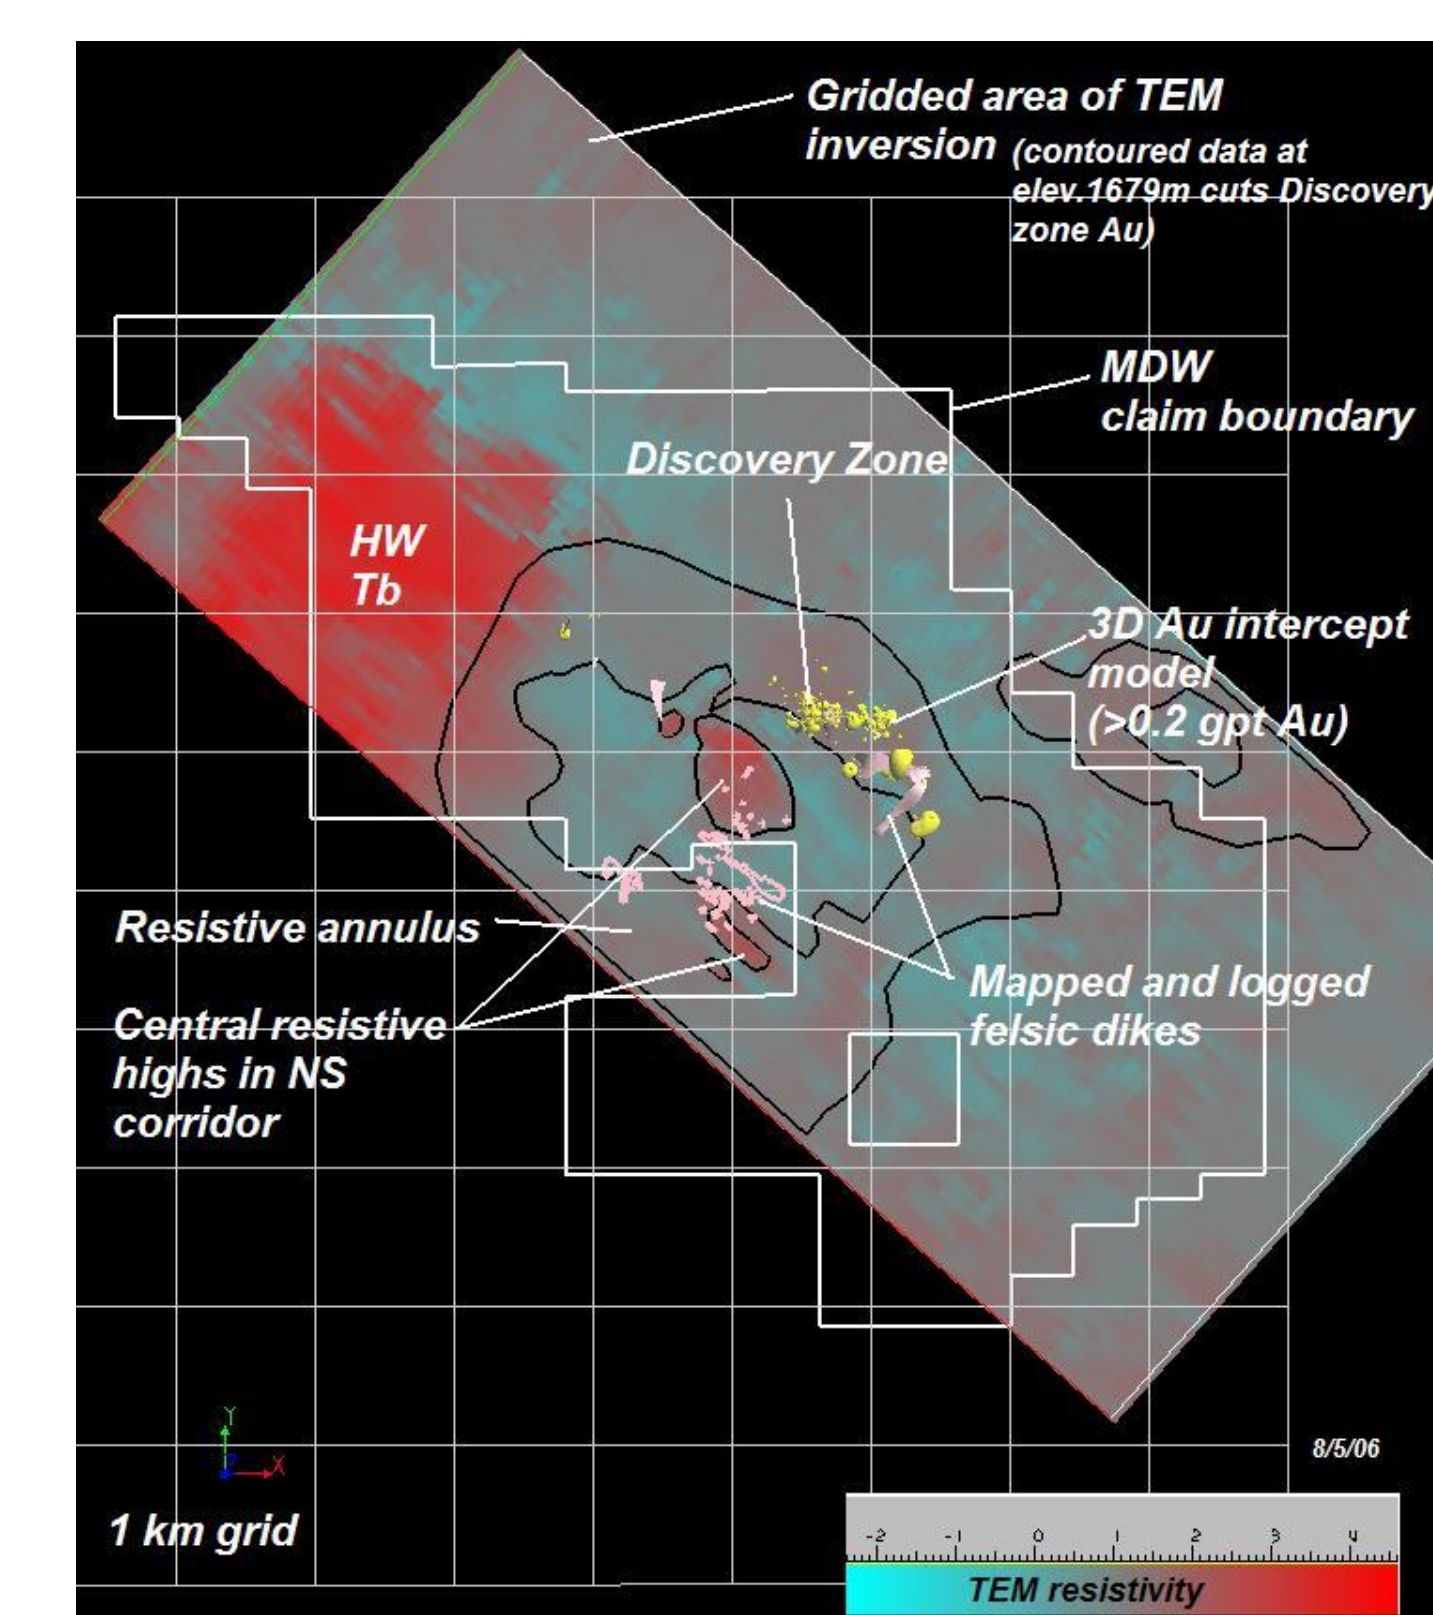 Gridded area of TEM
inversion (contoured data at
elev.1679m cuts Discovery
zone Au)
MDW
claim boundary
Discovery Zone
HW
Tb
3D Au intercept
model
(>0.2 gpt Au)
Resistive annulus
Central resistive
highs in NS
corridor
Mapped and logged
felsic dikes
Y
X
8/5/06
1 km grid
-2 -1 0 1 2 3 4
TEM resistivity